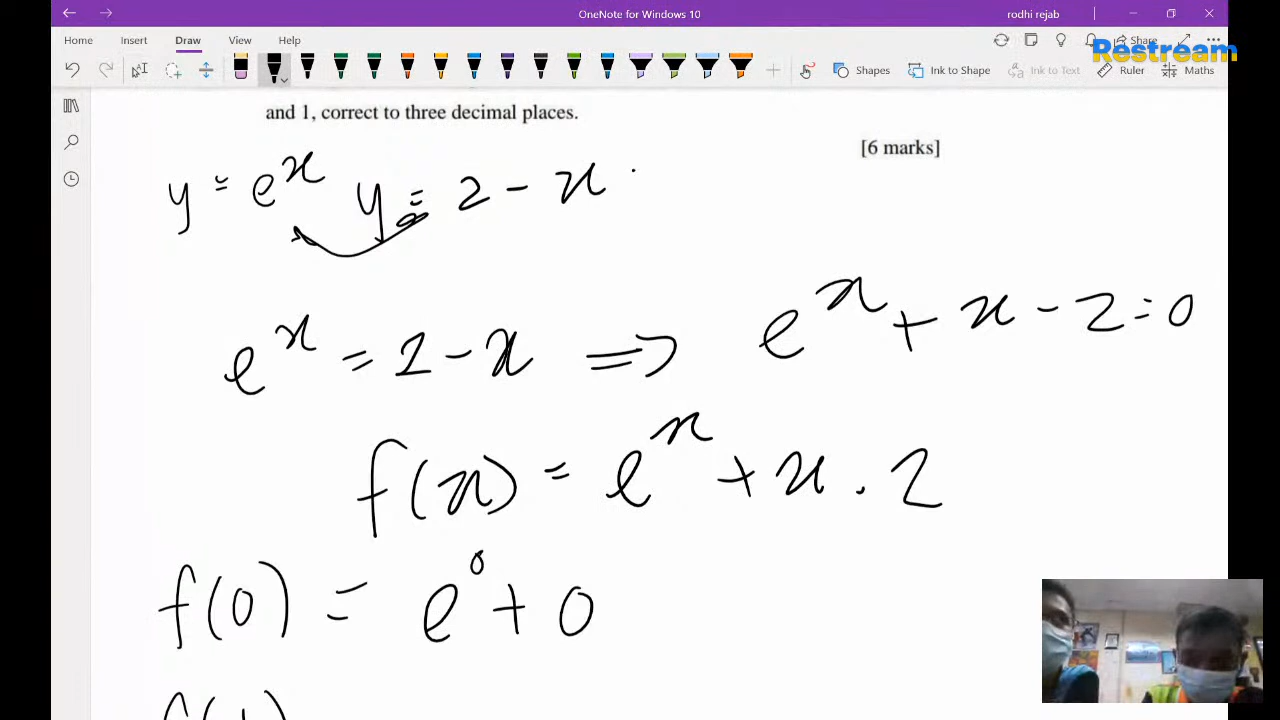 OneNote for Windows 10
rodhi rejab
Home Insert Draw View Help
Share
Restream
Shapes Ink to Shape Ink to Text Ruler Maths
and 1, correct to three decimal places.
[6 marks]
y = e^x y = 2 - x
e^x = 2 - x ⇒ e^x + x - 2 = 0
f(x) = e^x + x . 2
f(0) = e^0 + 0